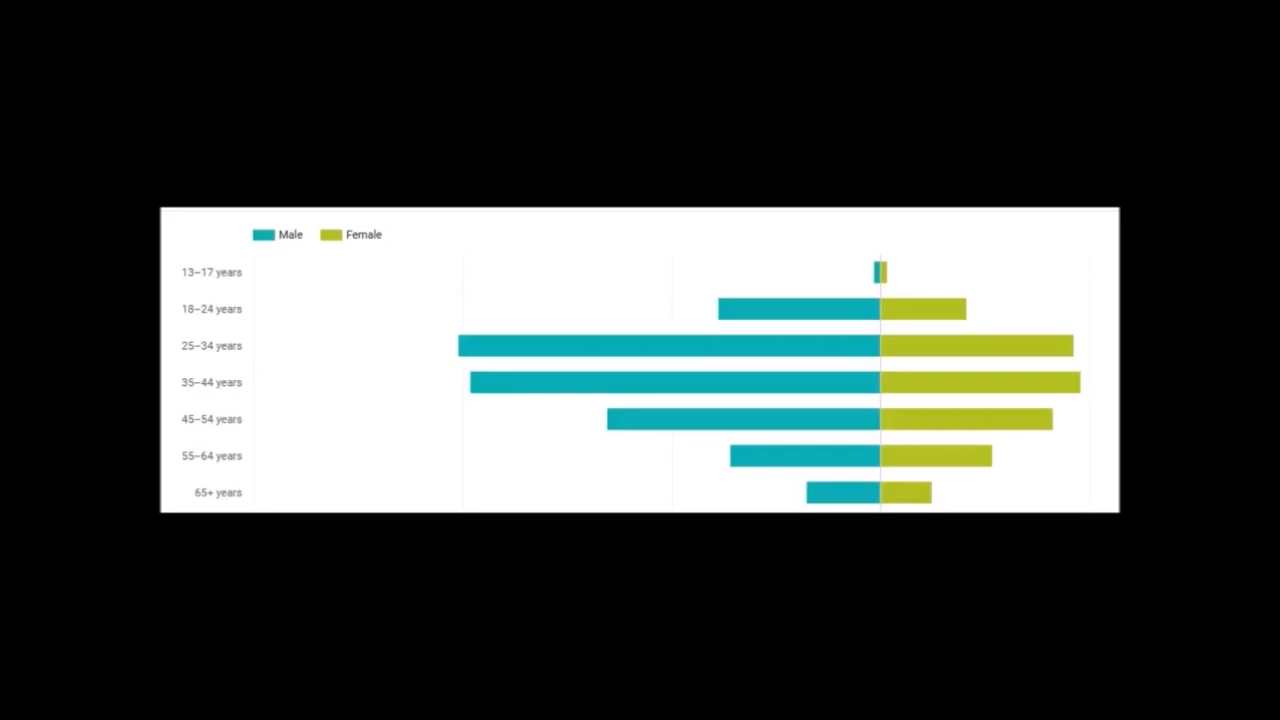 Male Female
13–17 years
18–24 years
25–34 years
35–44 years
45–54 years
55–64 years
65+ years